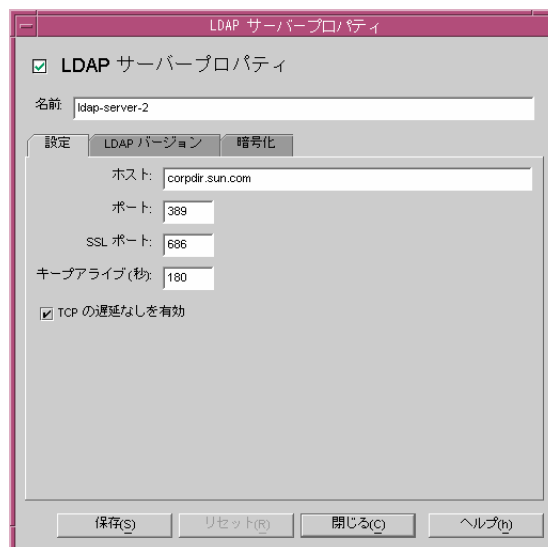 LDAP サーバープロパティ
LDAP サーバープロパティ
名前: ldap-server-2
設定 LDAP バージョン 暗号化
ホスト: corpdir.sun.com
ポート: 389
SSL ポート: 686
キープアライブ (秒): 180
TCP の遅延なしを有効
保存(S) リセット(R) 閉じる(C) ヘルプ(h)